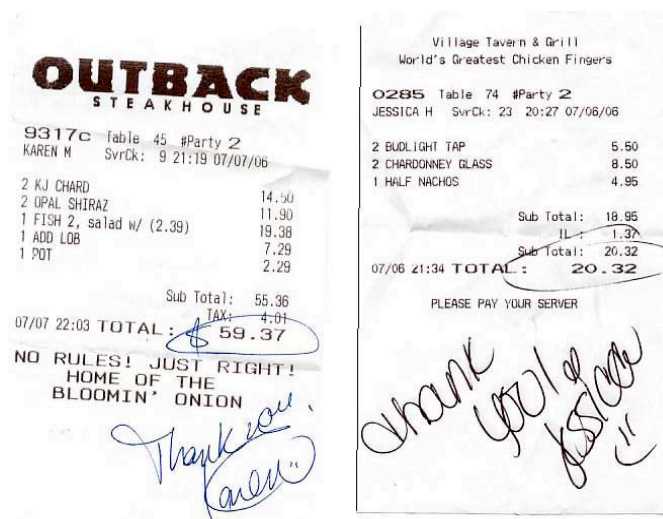 OUTBACK
STEAKHOUSE
9317c Table 45 #Party 2
KAREN M SvrCk: 9 21:19 07/07/06
2 KJ CHARD 14.50
2 OPAL SHIRAZ 11.90
1 FISH 2, salad w/ (2.39) 19.38
1 ADD LOB 7.29
1 POT 2.29
Sub Total: 55.36
TAX: 4.01
07/07 22:03 TOTAL: $ 59.37
NO RULES! JUST RIGHT!
HOME OF THE
BLOOMIN' ONION
Thank you.
Karen
Village Tavern & Grill
World's Greatest Chicken Fingers
0285 Table 74 #Party 2
JESSICA H SvrCk: 23 20:27 07/06/06
2 BUDLIGHT TAP 5.50
2 CHARDONNEY GLASS 8.50
1 HALF NACHOS 4.95
Sub Total: 18.95
IL : 1.37
Sub Total: 20.32
07/06 21:34 TOTAL: 20.32
PLEASE PAY YOUR SERVER
Thank
you!
Jessica